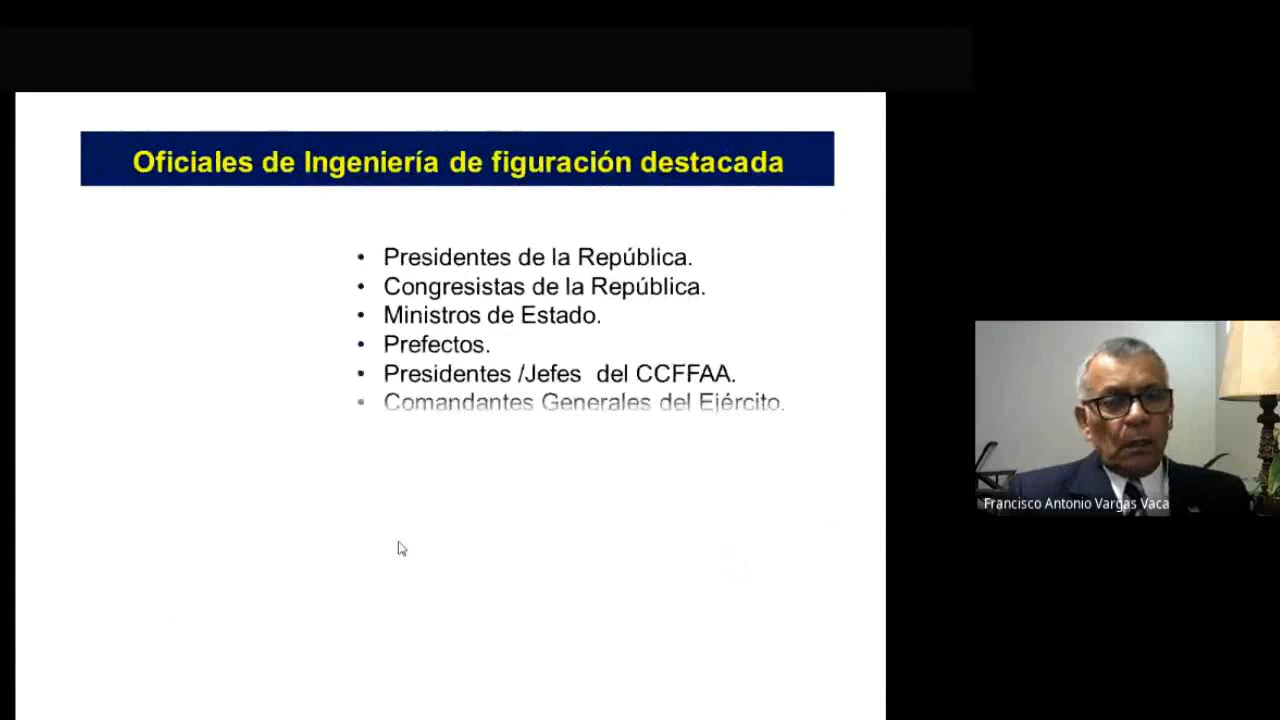 Oficiales de Ingeniería de figuración destacada
• Presidentes de la República.
• Congresistas de la República.
• Ministros de Estado.
• Prefectos.
• Presidentes /Jefes del CCFFAA.
• Comandantes Generales del Ejército.
Francisco Antonio Vargas Vaca